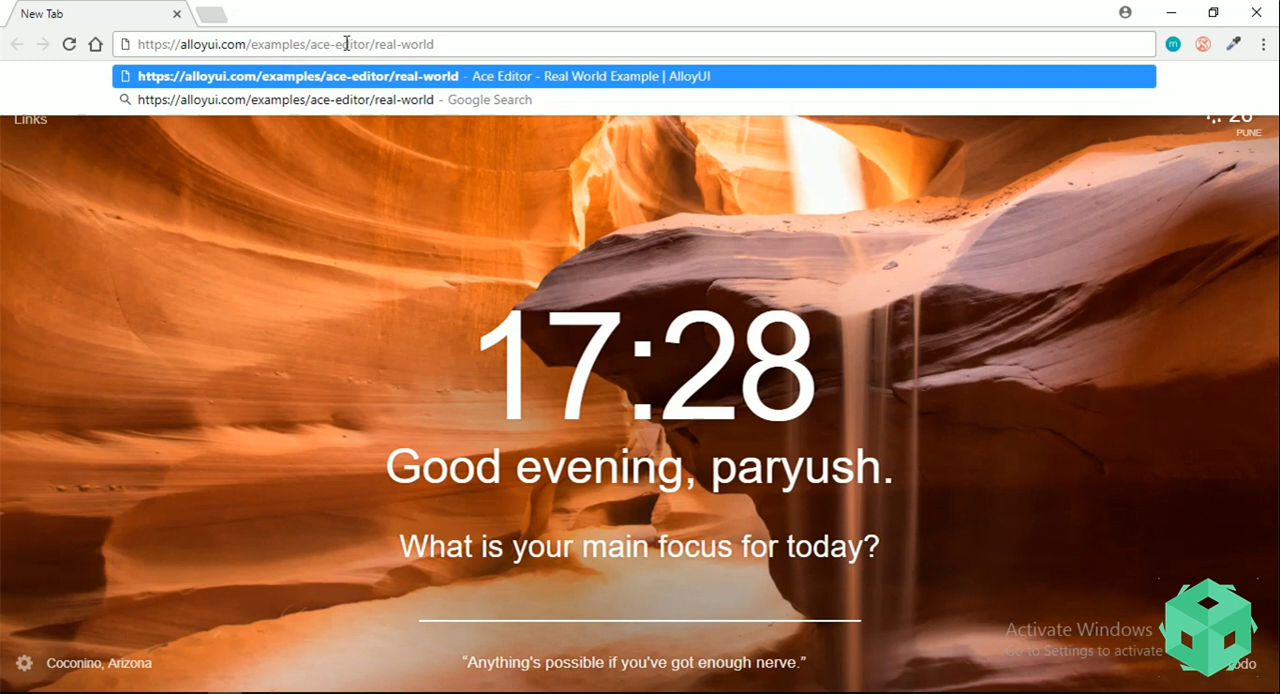 New Tab
https://alloyui.com/examples/ace-editor/real-world
https://alloyui.com/examples/ace-editor/real-world - Ace Editor - Real World Example | AlloyUI
https://alloyui.com/examples/ace-editor/real-world - Google Search
Links
26
PUNE
m
17:28
Good evening, paryush.
What is your main focus for today?
Activate Windows
Go to Settings to activate
Coconino, Arizona
“Anything's possible if you've got enough nerve.”